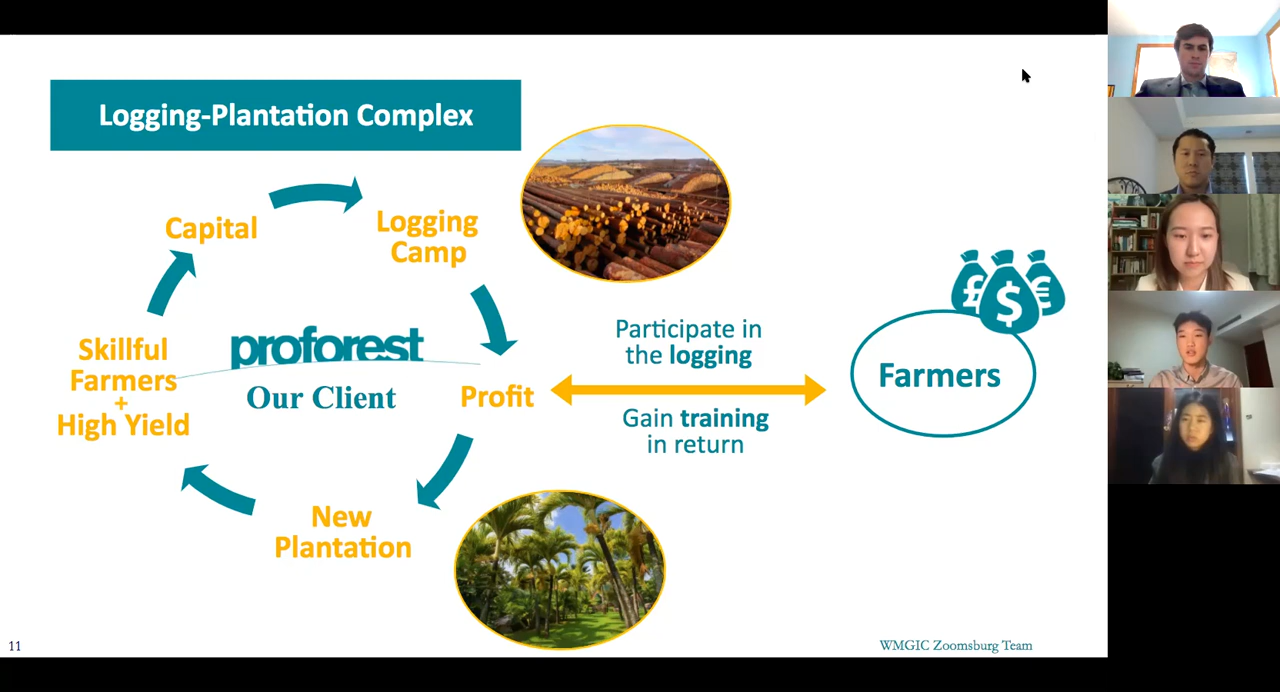 Logging-Plantation Complex
Capital
Logging
Camp
Skillful
Farmers
+
High Yield
proforest
Our Client
Profit
New
Plantation
Participate in
the logging
Gain training
in return
£ $ €
Farmers
11
WMGIC Zoomsburg Team